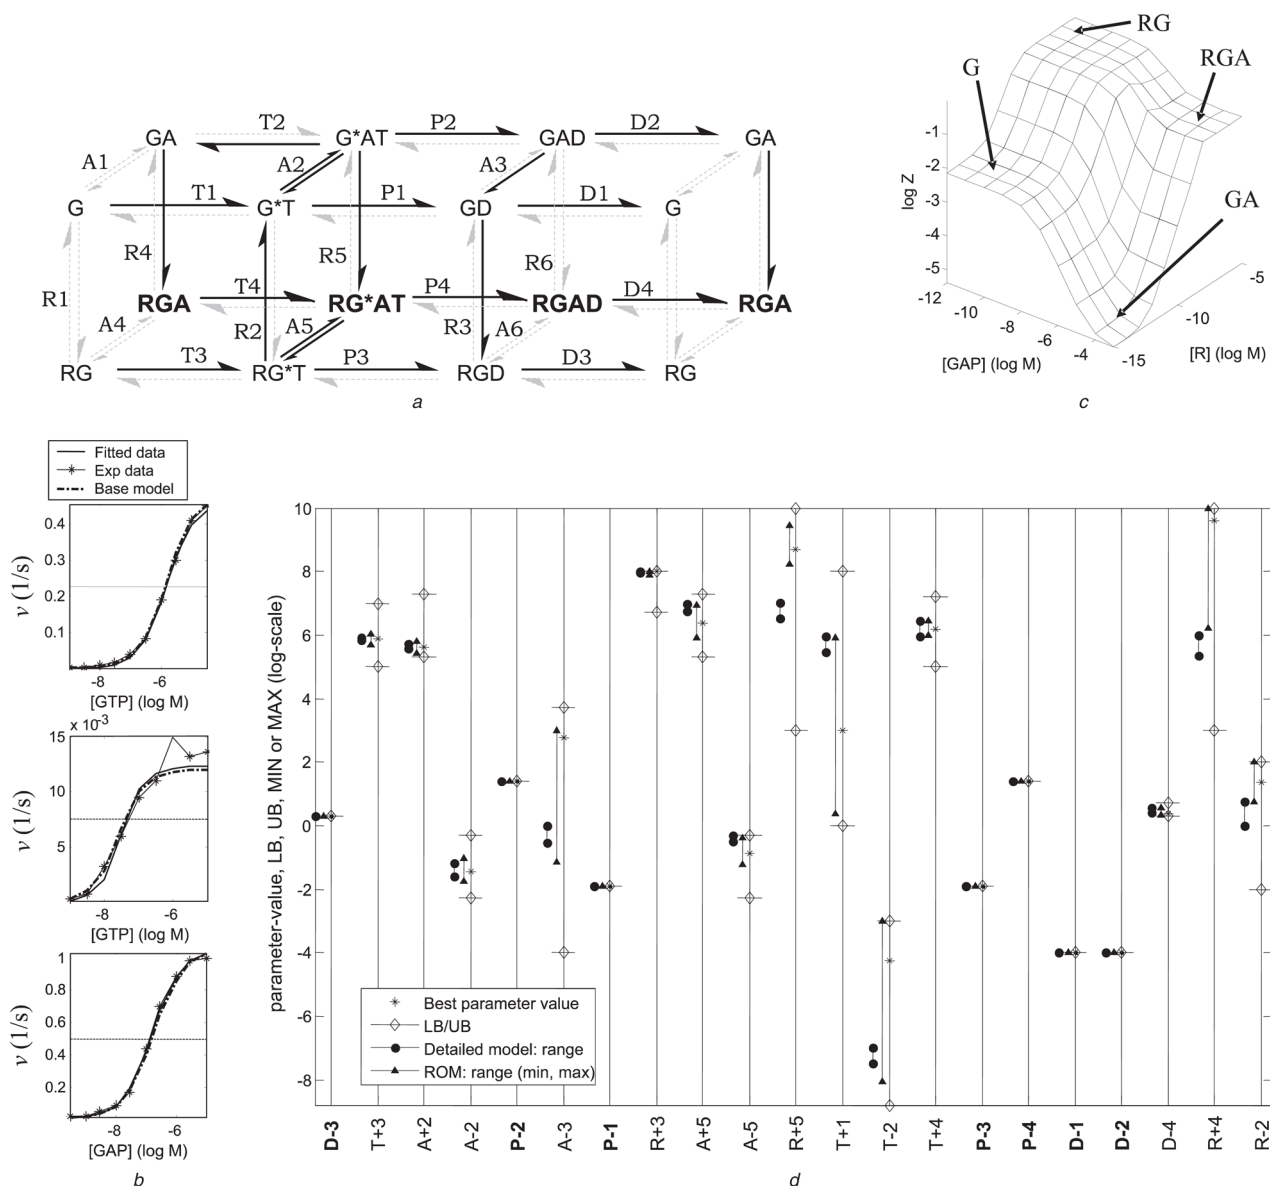 GA T2 G*AT P2 GAD D2 GA
A1 A2 A3
G T1 G*T P1 GD D1 G
R4 R5 R6
R1 RGA T4 RG*AT P4 RGAD D4 RGA
A4 R2 A5 R3 A6
RG T3 RG*T P3 RGD D3 RG
a
RG
G
RGA
GA
log Z
-1
-2
-3
-4
-5
-12
-10
-8
-6
-4
-15
-10
-5
[GAP] (log M)
[R] (log M)
c
Fitted data
Exp data
Base model
v (1/s)
0.4
0.3
0.2
0.1
-8 -6
[GTP] (log M)
x 10-3
v (1/s)
15
10
5
-8 -6
[GTP] (log M)
v (1/s)
1
0.8
0.6
0.4
0.2
-8 -6
[GAP] (log M)
b
parameter-value, LB, UB, MIN or MAX (log-scale)
10
8
6
4
2
0
-2
-4
-6
-8
Best parameter value
LB/UB
Detailed model: range
ROM: range (min, max)
D-3 T+3 A+2 A-2 P-2 A-3 P-1 R+3 A+5 A-5 R+5 T+1 T-2 T+4 P-3 P-4 D-1 D-2 D-4 R+4 R-2
d